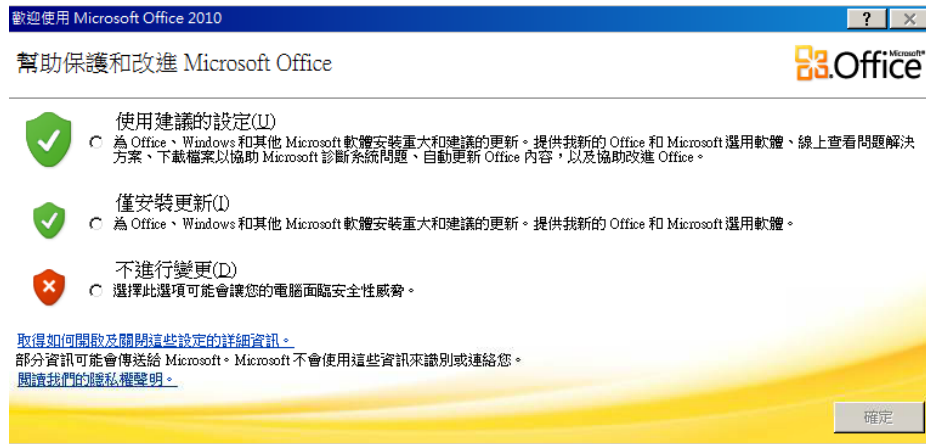 歡迎使用 Microsoft Office 2010
幫助保護和改進 Microsoft Office
Microsoft®
Office
使用建議的設定(U)
為 Office、Windows 和其他 Microsoft 軟體安裝重大和建議的更新。提供我新的 Office 和 Microsoft 選用軟體、線上查看問題解決
方案、下載檔案以協助 Microsoft 診斷系統問題、自動更新 Office 內容，以及協助改進 Office。
僅安裝更新(I)
為 Office、Windows 和其他 Microsoft 軟體安裝重大和建議的更新。提供我新的 Office 和 Microsoft 選用軟體。
不進行變更(D)
選擇此選項可能會讓您的電腦面臨安全性威脅。
取得如何開啟及關閉這些設定的詳細資訊。
部分資訊可能會傳送給 Microsoft。Microsoft 不會使用這些資訊來識別或連絡您。
閱讀我們的隱私權聲明。
確定